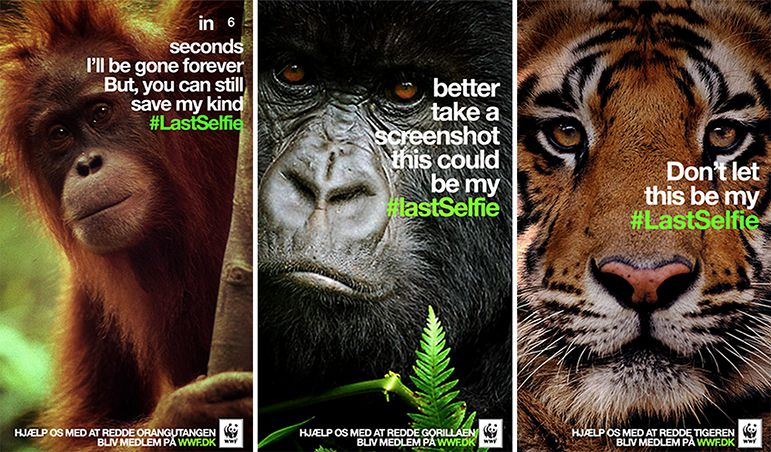 in 6
seconds
I'll be gone forever
But, you can still
save my kind
#LastSelfie
HJÆLP OS MED AT REDDE ORANGUTANGEN
BLIV MEDLEM PÅ WWF.DK
WWF
better
take a
screenshot
this could
be my
#lastSelfie
HJÆLP OS MED AT REDDE GORILLAEN
BLIV MEDLEM PÅ WWF.DK
WWF
Don't let
this be my
#LastSelfie
HJÆLP OS MED AT REDDE TIGEREN
BLIV MEDLEM PÅ WWF.DK
WWF